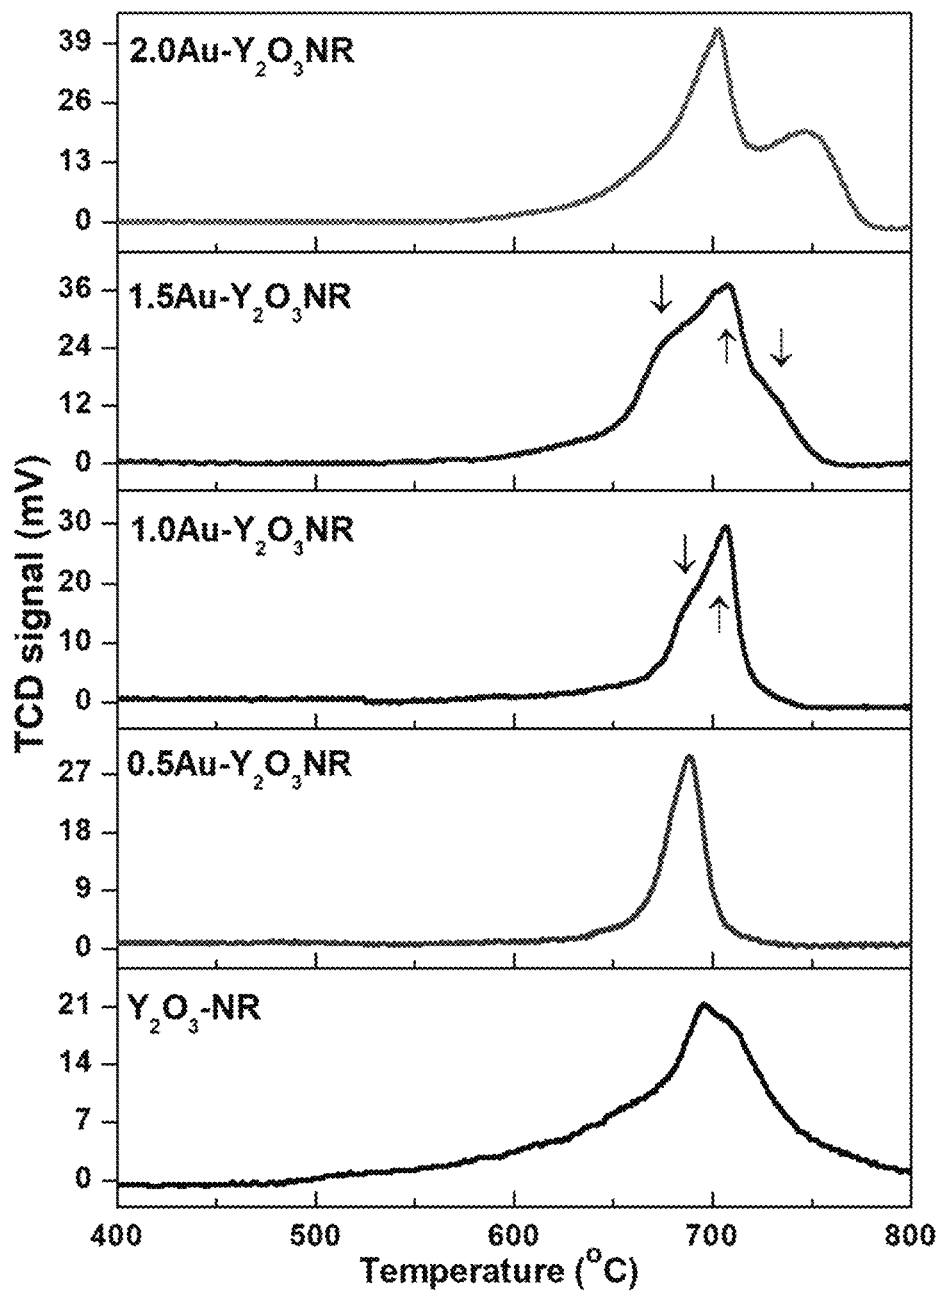 TCD signal (mV)
2.0Au-Y₂O₃NR
39
26
13
0
1.5Au-Y₂O₃NR
36
24
12
0
1.0Au-Y₂O₃NR
30
20
10
0
0.5Au-Y₂O₃NR
27
18
9
0
Y₂O₃-NR
21
14
7
0
400 500 600 700 800
Temperature (°C)